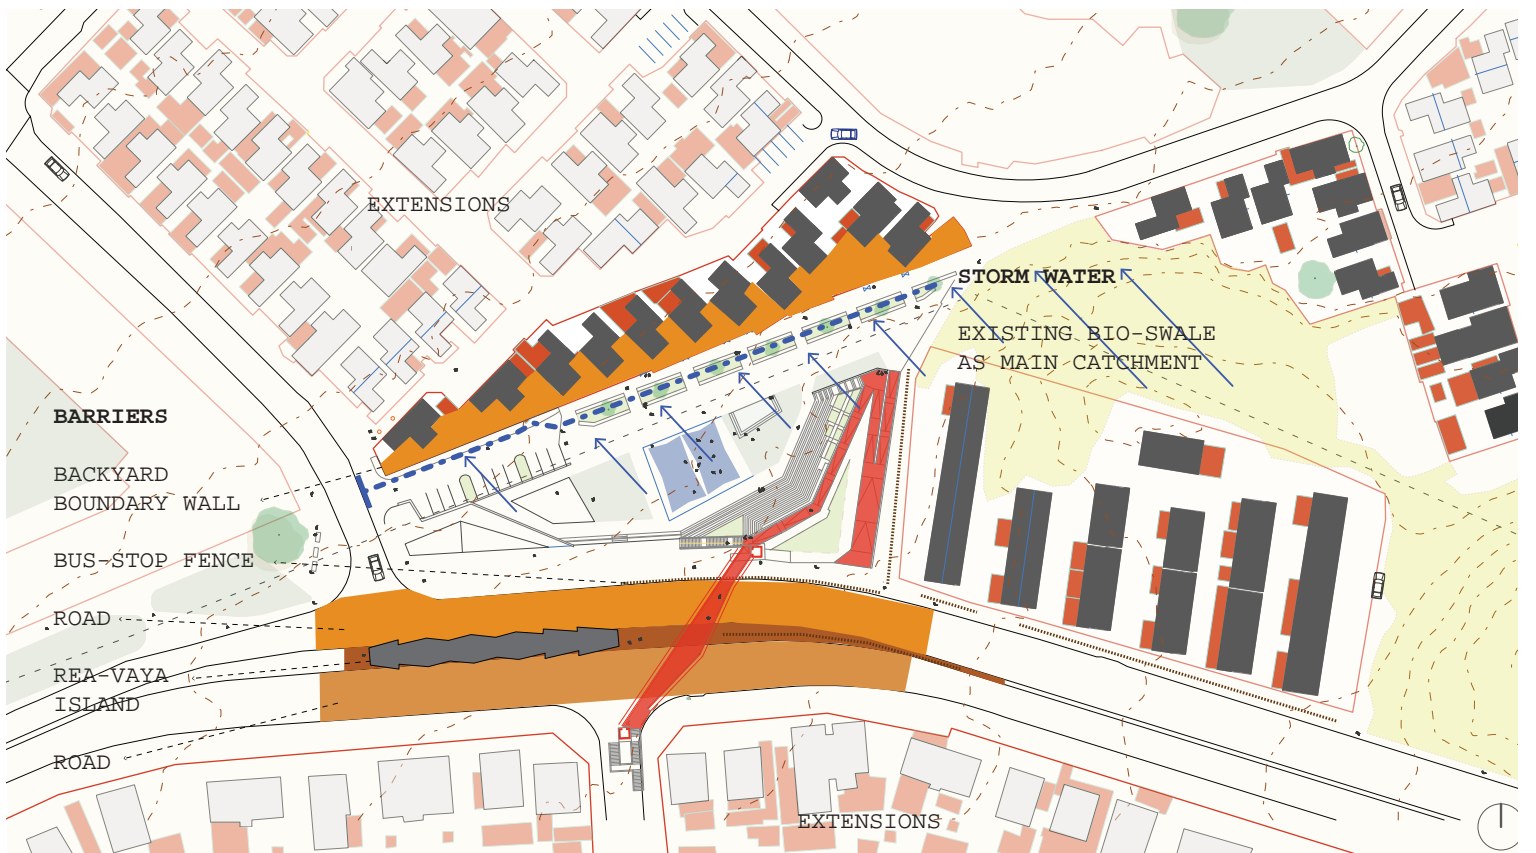 EXTENSIONS
STORM WATER
EXISTING BIO-SWALE
AS MAIN CATCHMENT
BARRIERS
BACKYARD
BOUNDARY WALL
BUS-STOP FENCE
ROAD
REA-VAYA
ISLAND
ROAD
EXTENSIONS